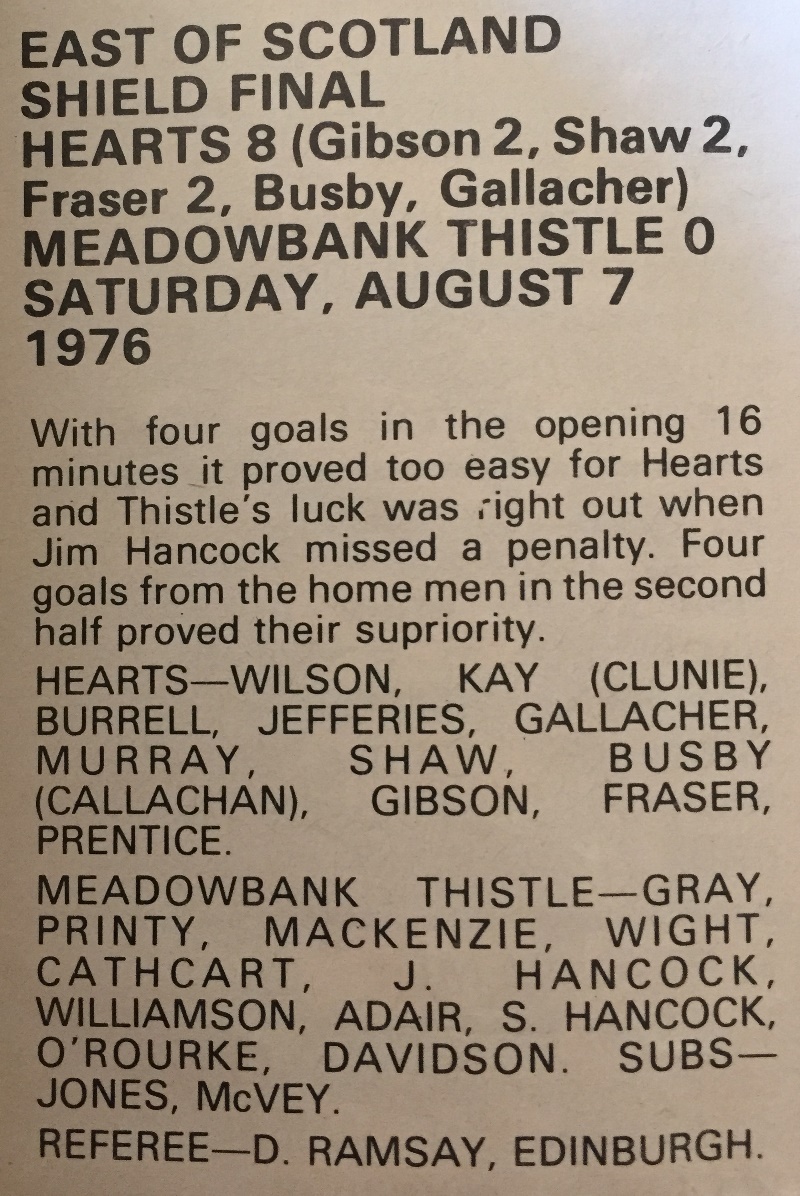 EAST OF SCOTLAND
SHIELD FINAL
HEARTS 8 (Gibson 2, Shaw 2,
Fraser 2, Busby, Gallacher)
MEADOWBANK THISTLE 0
SATURDAY, AUGUST 7
1976
With four goals in the opening 16
minutes it proved too easy for Hearts
and Thistle's luck was right out when
Jim Hancock missed a penalty. Four
goals from the home men in the second
half proved their supriority.
HEARTS—WILSON, KAY (CLUNIE),
BURRELL, JEFFERIES, GALLACHER,
MURRAY, SHAW, BUSBY
(CALLACHAN), GIBSON, FRASER,
PRENTICE.
MEADOWBANK THISTLE—GRAY,
PRINTY, MACKENZIE, WIGHT,
CATHCART, J. HANCOCK,
WILLIAMSON, ADAIR, S. HANCOCK,
O'ROURKE, DAVIDSON. SUBS—
JONES, McVEY.
REFEREE—D. RAMSAY, EDINBURGH.